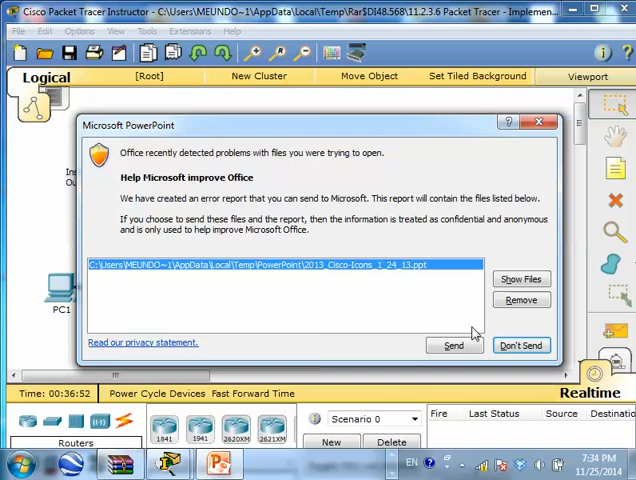 Cisco Packet Tracer Instructor - C:\Users\MEUNDO~1\AppData\Local\Temp\Rar$DI48.568\11.2.3.6 Packet Tracer - Implemen...
File Edit Options View Tools Extensions Help
Logical [Root] New Cluster Move Object Set Tiled Background Viewport
Microsoft PowerPoint
Office recently detected problems with files you were trying to open.
Help Microsoft improve Office
We have created an error report that you can send to Microsoft. This report will contain the files listed below.
If you choose to send these files and the report, then the information is treated as confidential and anonymous
and is only used to help improve Microsoft Office.
C:\Users\MEUNDO~1\AppData\Local\Temp\PowerPoint\2013_Cisco-Icons_1_24_13.ppt
Show Files
Remove
Read our privacy statement.
Send
Don't Send
PC1
Time: 00:36:52 Power Cycle Devices Fast Forward Time
Realtime
Routers
1841 1941 2620XM 2621XM
Scenario 0
New Delete
Fire Last Status Source Destinatio
EN
7:34 PM
11/25/2014